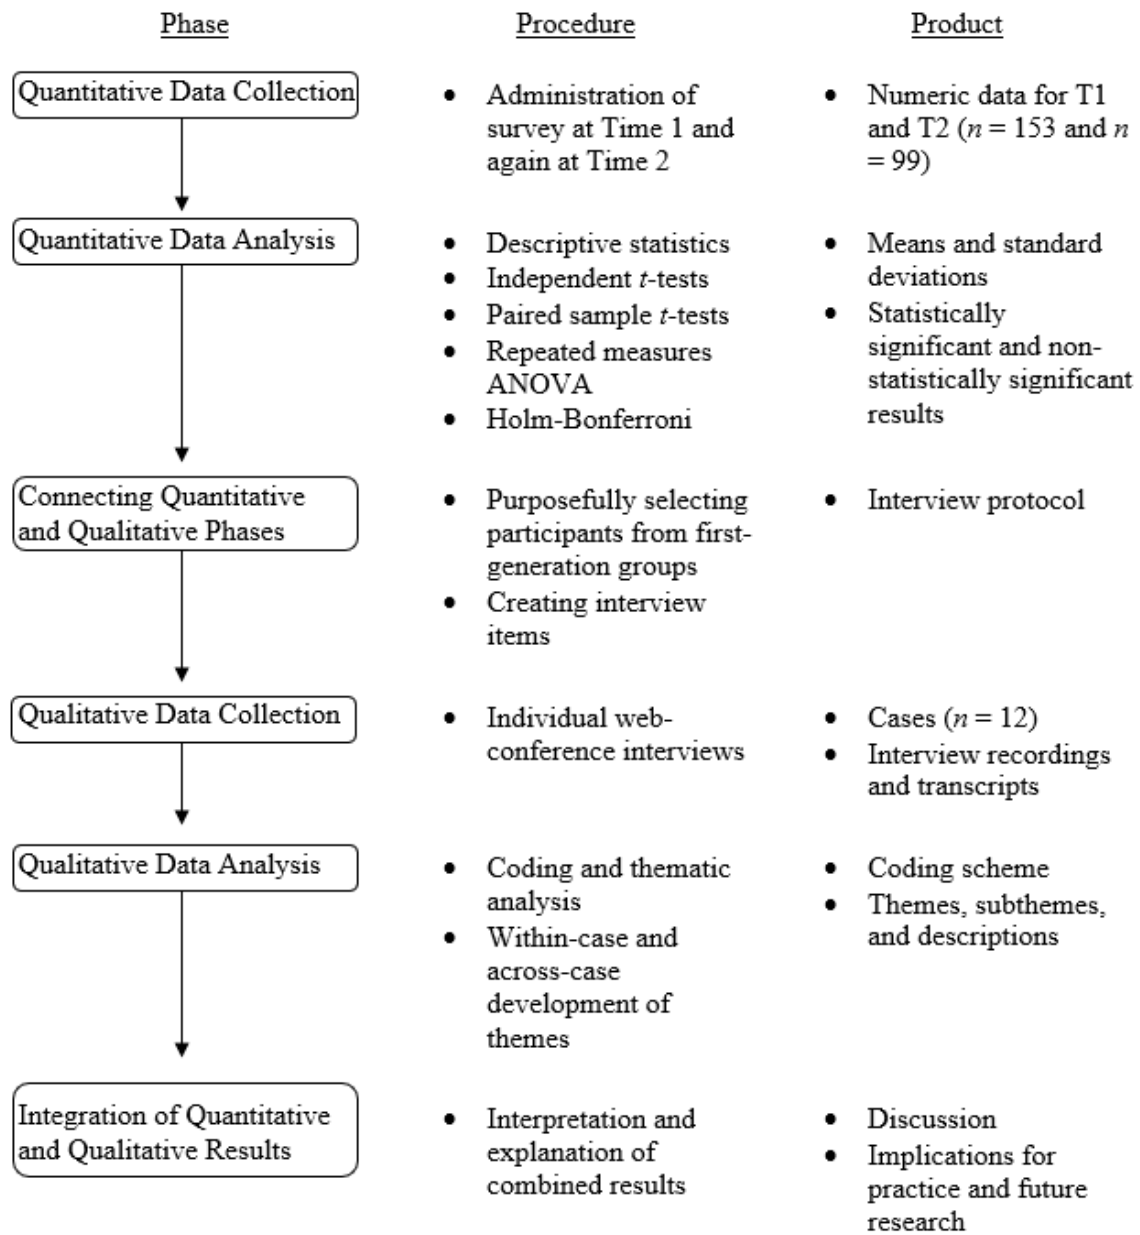 Phase
Procedure
Product
Quantitative Data Collection
• Administration of
survey at Time 1 and
again at Time 2
• Numeric data for T1
and T2 (n = 153 and n
= 99)
Quantitative Data Analysis
• Descriptive statistics
• Independent t-tests
• Paired sample t-tests
• Repeated measures
ANOVA
• Holm-Bonferroni
• Means and standard
deviations
• Statistically
significant and non-
statistically significant
results
Connecting Quantitative
and Qualitative Phases
• Purposefully selecting
participants from first-
generation groups
• Creating interview
items
• Interview protocol
Qualitative Data Collection
• Individual web-
conference interviews
• Cases (n = 12)
• Interview recordings
and transcripts
Qualitative Data Analysis
• Coding and thematic
analysis
• Within-case and
across-case
development of
themes
• Coding scheme
• Themes, subthemes,
and descriptions
Integration of Quantitative
and Qualitative Results
• Interpretation and
explanation of
combined results
• Discussion
• Implications for
practice and future
research